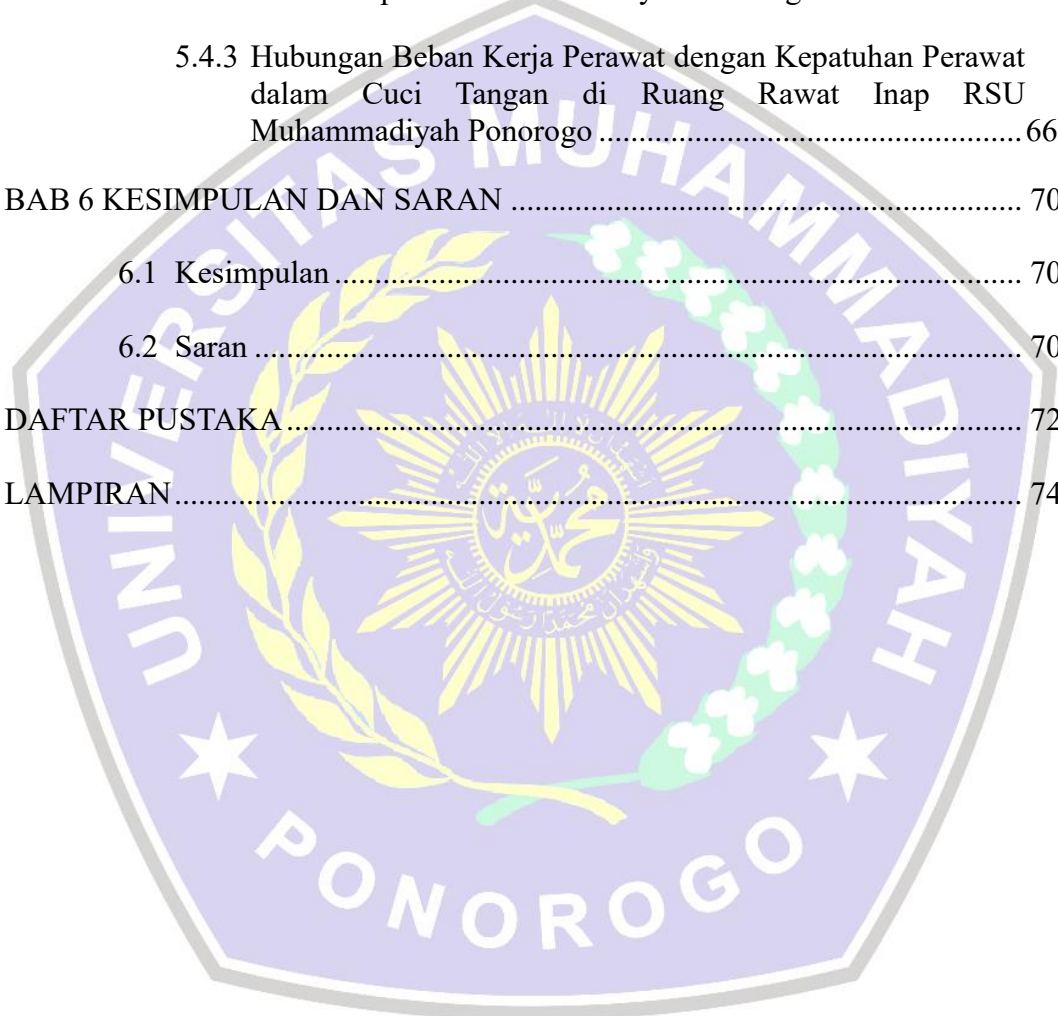 5.4.3 Hubungan Beban Kerja Perawat dengan Kepatuhan Perawat
dalam Cuci Tangan di Ruang Rawat Inap RSU
Muhammadiyah Ponorogo ........................................................ 66
BAB 6 KESIMPULAN DAN SARAN ................................................................ 70
6.1 Kesimpulan ...................................................................................... 70
6.2 Saran ................................................................................................ 70
DAFTAR PUSTAKA ............................................................................................ 72
LAMPIRAN .......................................................................................................... 74
UNIVERSITAS MUHAMMADIYAH
PONOROGO
محمدية